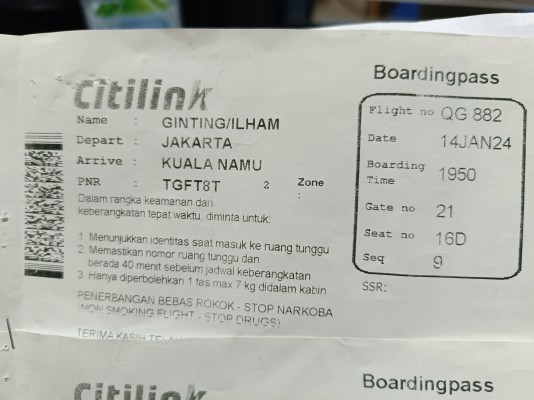 Citilink
Boardingpass
Name : GINTING/ILHAM
Depart : JAKARTA
Arrive : KUALA NAMU
PNR : TGFT8T 2 Zone :
Flight no QG 882
Date 14JAN24
Boarding Time 1950
Gate no 21
Seat no 16D
Seq 9
SSR:
Dalam rangka keamanan dan
keberangkatan tepat waktu, diminta untuk:
1. Menunjukkan identitas saat masuk ke ruang tunggu
2. Memastikan nomor ruang tunggu dan
berada 40 menit sebelum jadwal keberangkatan
3. Hanya diperbolehkan 1 tas max 7 kg didalam kabin
PENERBANGAN BEBAS ROKOK - STOP NARKOBA
(NON SMOKING FLIGHT - STOP DRUGS)
TERIMA KASIH
Citilink
Boardingpass